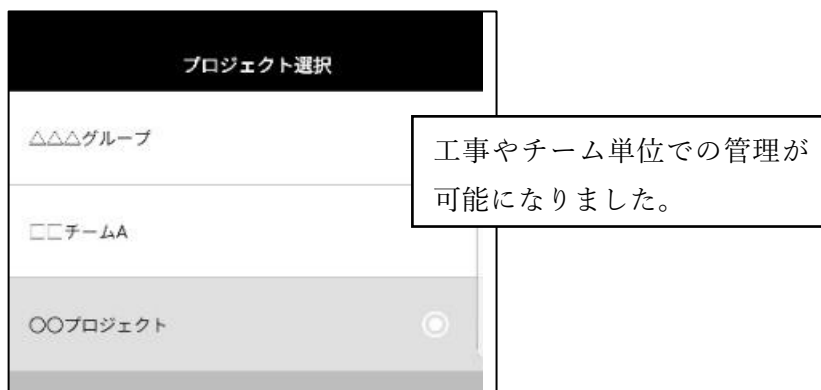 プロジェクト選択
△△△グループ
工事やチーム単位での管理が
可能になりました。
□□チームA
〇〇プロジェクト